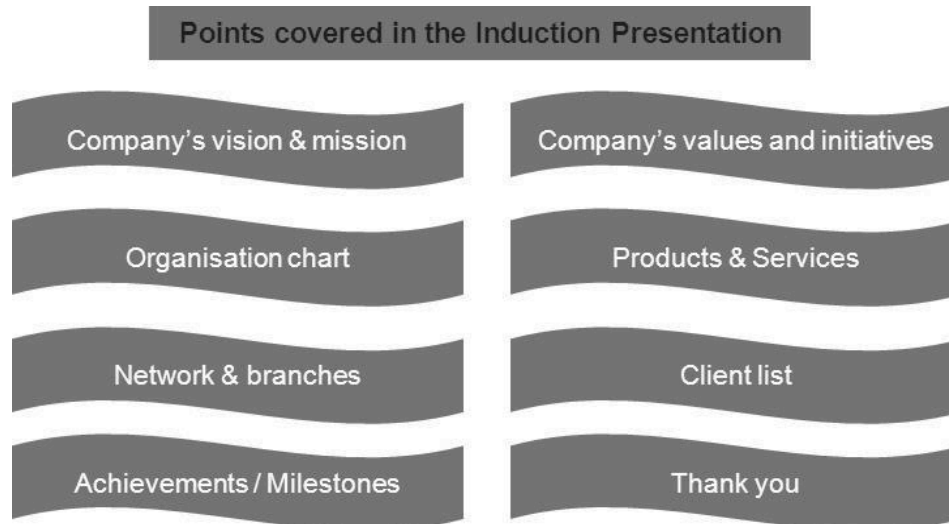 Points covered in the Induction Presentation
Company’s vision & mission
Company’s values and initiatives
Organisation chart
Products & Services
Network & branches
Client list
Achievements / Milestones
Thank you